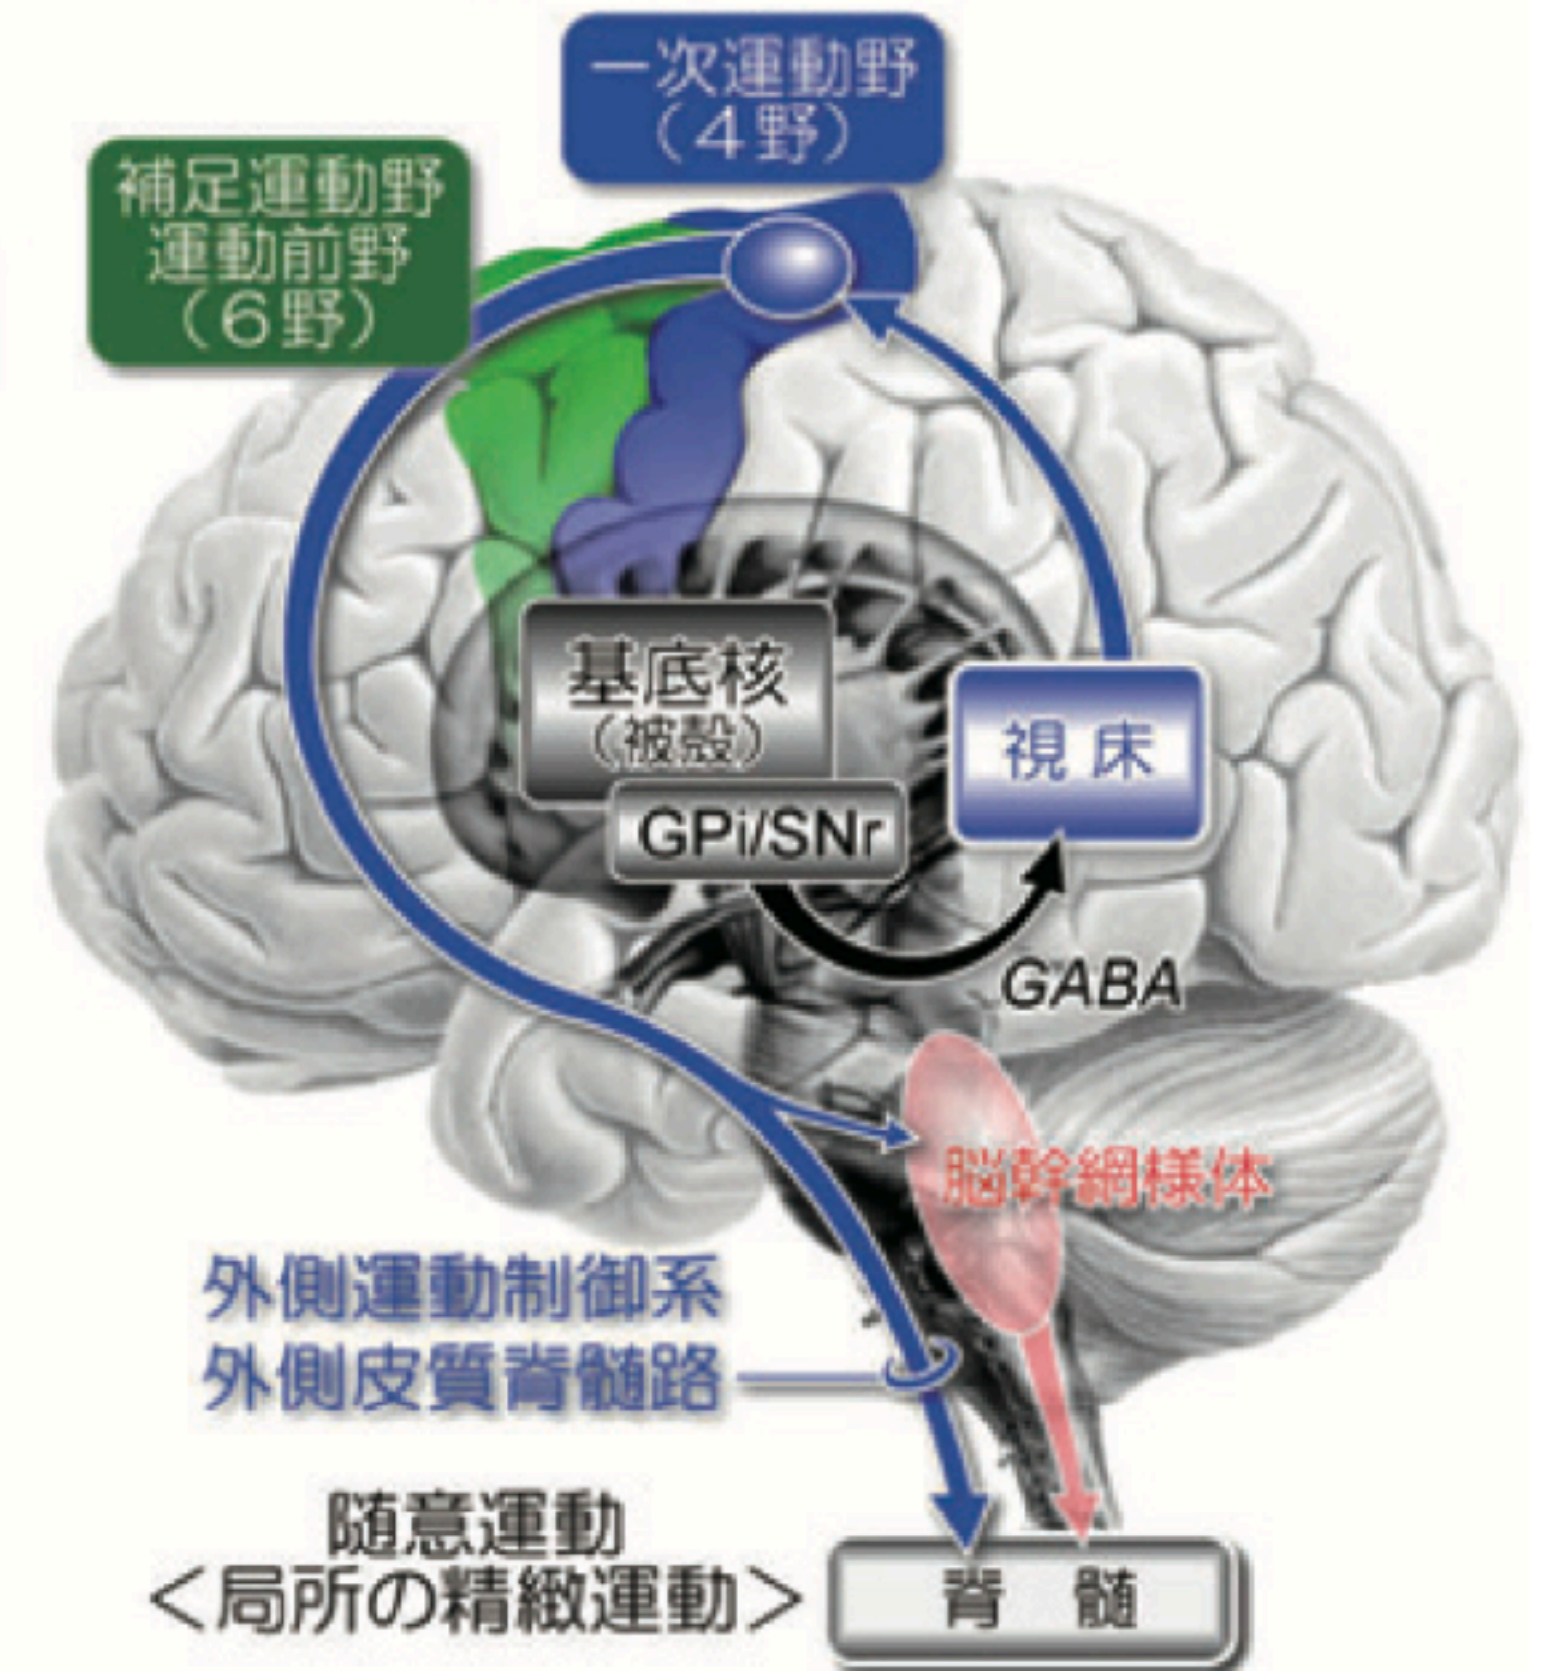 一次運動野
（４野）
補足運動野
運動前野
（６野）
基底核
（被殻）
GPi/SNr
視床
GABA
脳幹網様体
外側運動制御系
外側皮質脊髄路
随意運動
＜局所の精緻運動＞
脊髄